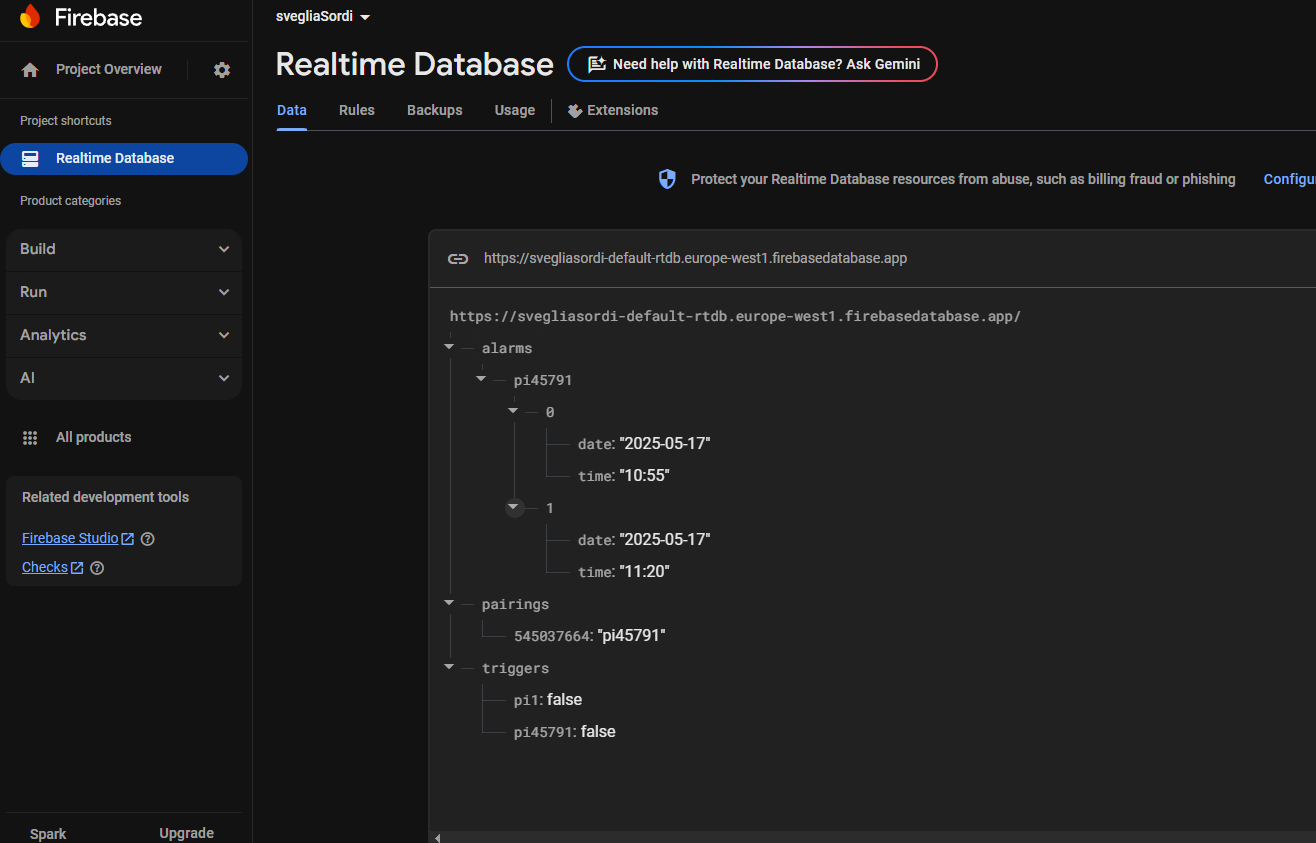 Firebase
Project Overview
Project shortcuts
Realtime Database
Product categories
Build
Run
Analytics
AI
All products
Related development tools
Firebase Studio
Checks
Spark
Upgrade
svegliaSordi
Realtime Database
Need help with Realtime Database? Ask Gemini
Data Rules Backups Usage Extensions
Protect your Realtime Database resources from abuse, such as billing fraud or phishing Configu
https://svegliasordi-default-rtdb.europe-west1.firebasedatabase.app
https://svegliasordi-default-rtdb.europe-west1.firebasedatabase.app/
alarms
pi45791
0
date: "2025-05-17"
time: "10:55"
1
date: "2025-05-17"
time: "11:20"
pairings
545037664: "pi45791"
triggers
pi1: false
pi45791: false